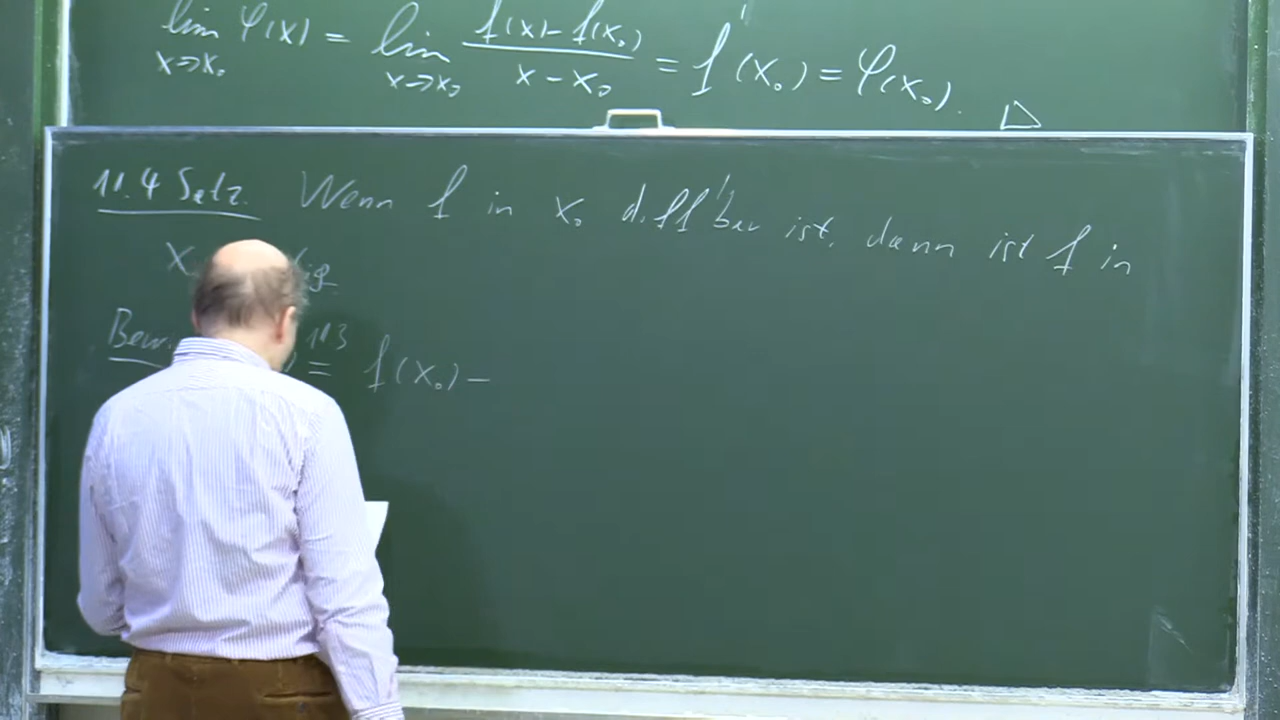 lim φ(x) = lim f(x) - f(x₀) / x - x₀ = f'(x₀) = φ(x₀).
x→x₀ x→x₀
11.4 Satz. Wenn f in x₀ diff'bar ist, dann ist f in
x ig.
Bew 11.3 = f(x₀) -